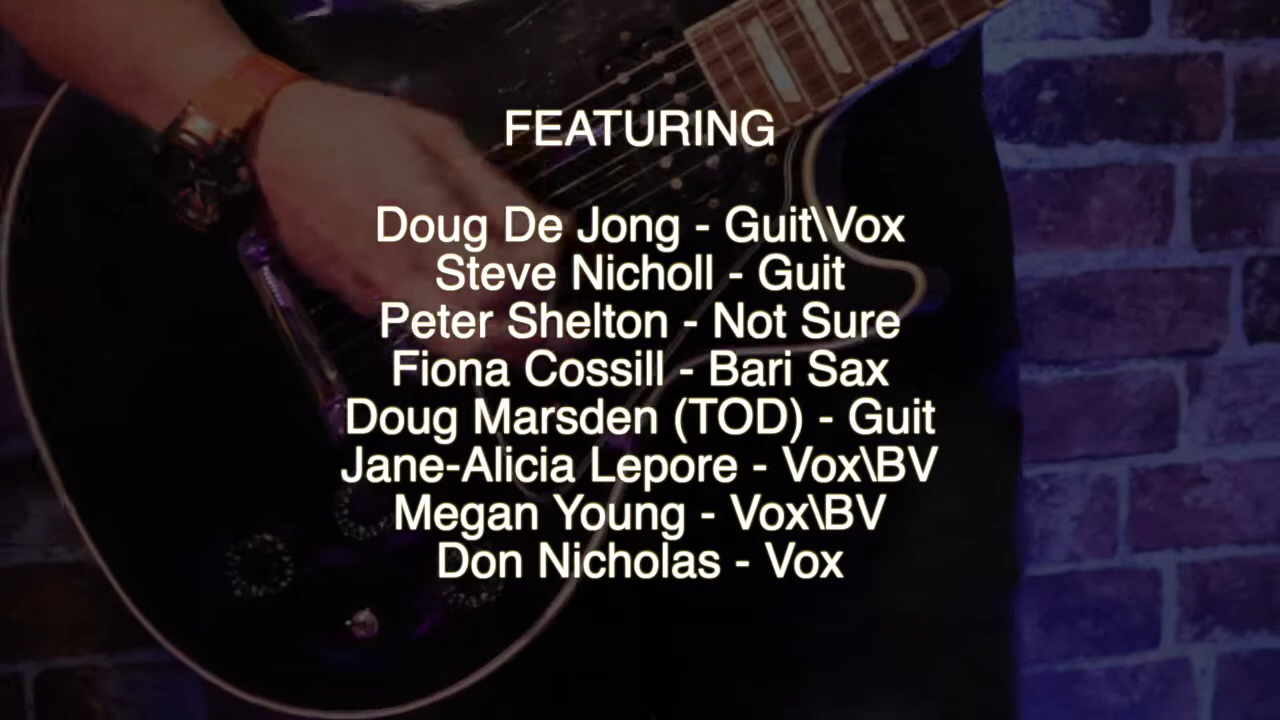 FEATURING
Doug De Jong - Guit\Vox
Steve Nicholl - Guit
Peter Shelton - Not Sure
Fiona Cossill - Bari Sax
Doug Marsden (TOD) - Guit
Jane-Alicia Lepore - Vox\BV
Megan Young - Vox\BV
Don Nicholas - Vox